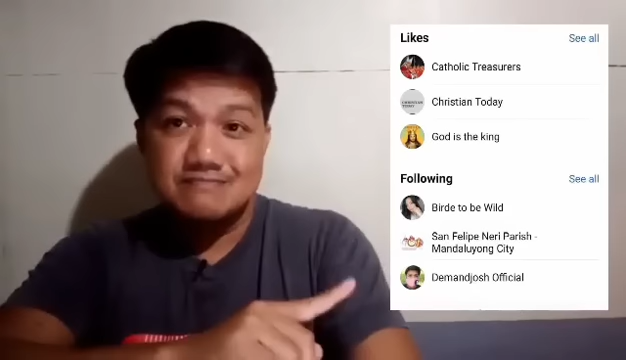 Likes
See all
Catholic Treasurers
Christian Today
God is the king
Following
See all
Birde to be Wild
San Felipe Neri Parish -
Mandaluyong City
Demandjosh Official